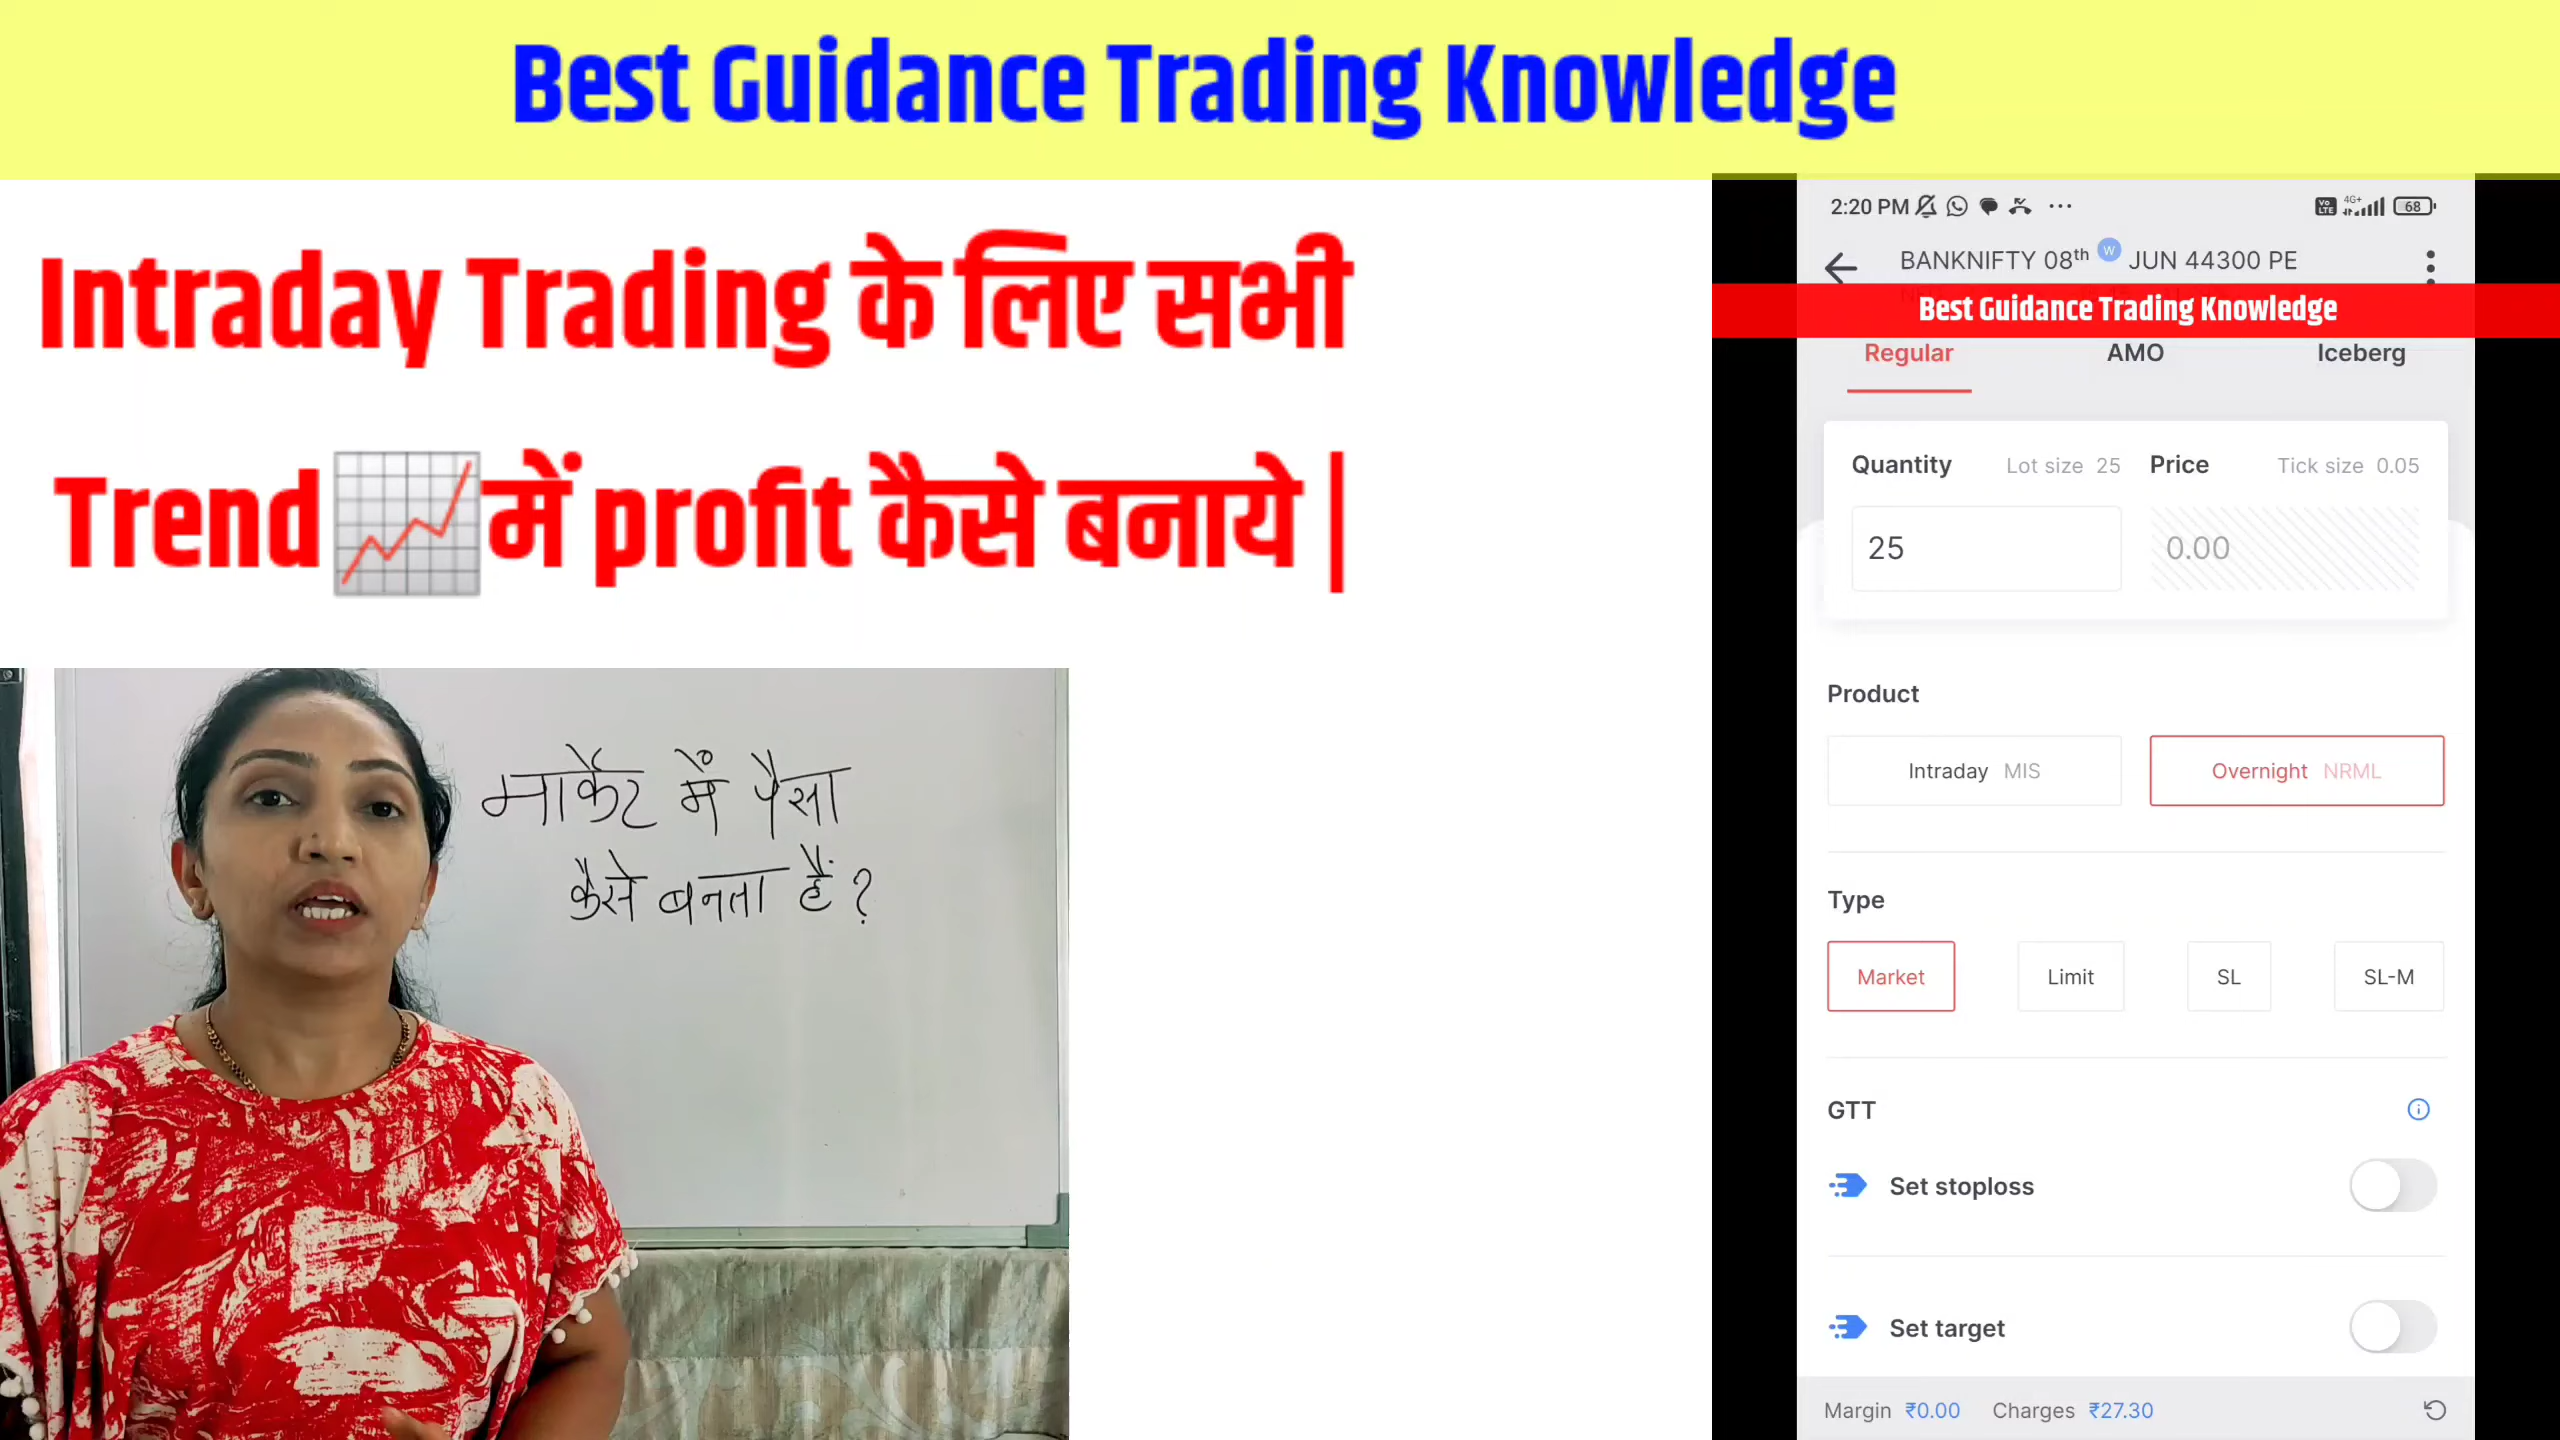 Best Guidance Trading Knowledge
Intraday Trading के लिए सभी
Trend📈में profit कैसे बनाये |
मार्केट में पैसा
कैसे बनता हैं ?
2:20 PM
4G+
Vo LTE
68
BANKNIFTY 08th W JUN 44300 PE
Best Guidance Trading Knowledge
Regular AMO Iceberg
Quantity Lot size 25 Price Tick size 0.05
25 0.00
Product
Intraday MIS Overnight NRML
Type
Market Limit SL SL-M
GTT
Set stoploss
Set target
Margin ₹0.00 Charges ₹27.30